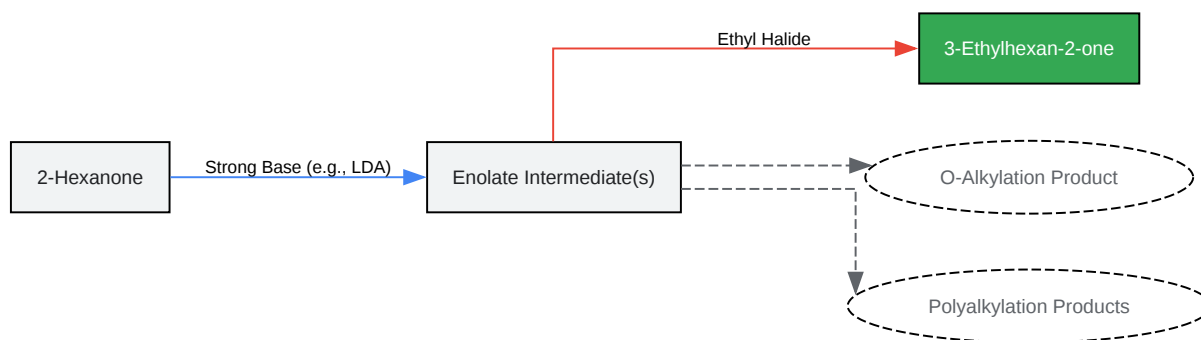 Ethyl Halide
3-Ethylhexan-2-one
2-Hexanone
Strong Base (e.g., LDA)
Enolate Intermediate(s)
O-Alkylation Product
Polyalkylation Products